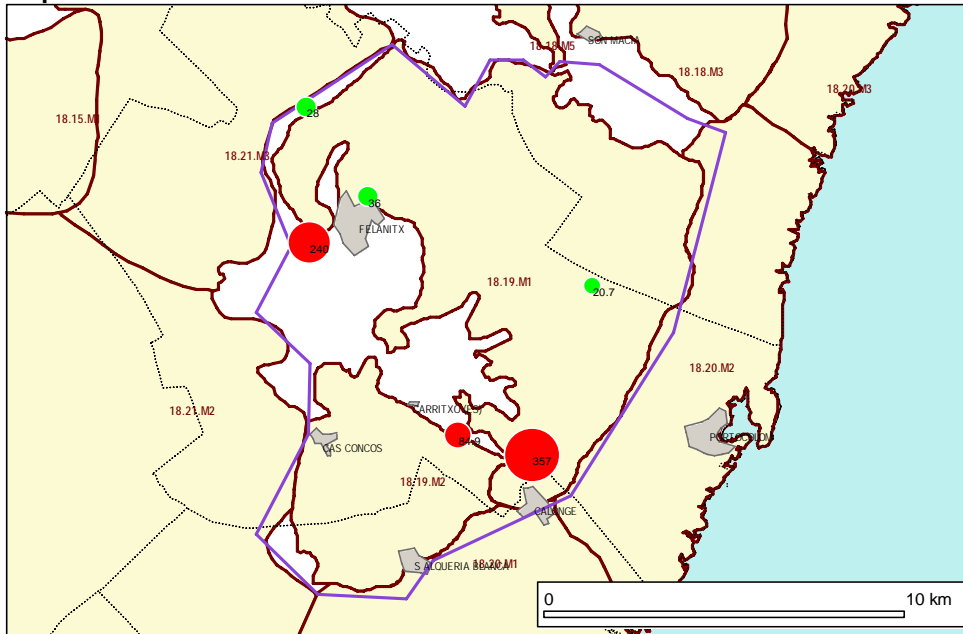 SON MACIA
18.18.M5
18.18.M3
18.20.M3
28
18.15.M1
18.21.M3
36
FELANITX
240
18.19.M1
20.7
18.20.M2
18.21.M2
CARRITXO(ES)
84.9
PORTOCOLOM
CAS CONCOS
357
18.19.M2
CALONGE
S ALQUERIA BLANCA
18.20.M1
0
10 km